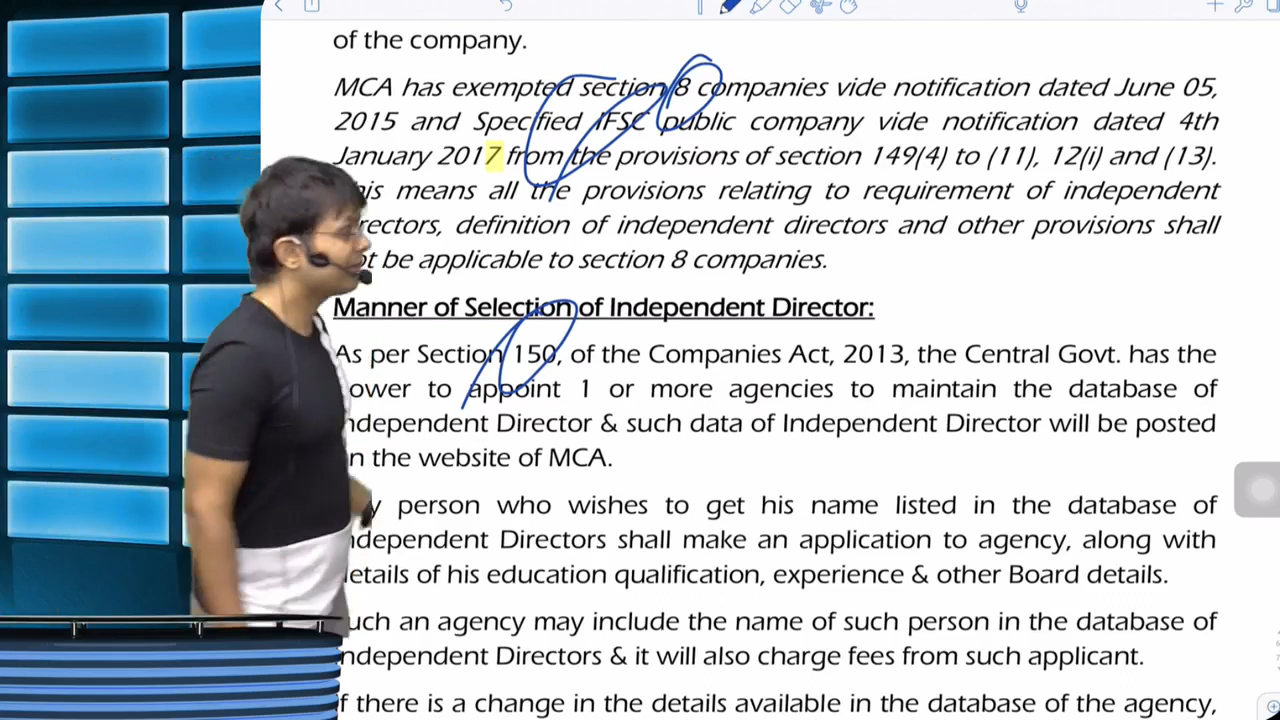 of the company.
MCA has exempted section 8 companies vide notification dated June 05,
2015 and Specified IFSC public company vide notification dated 4th
January 2017 from the provisions of section 149(4) to (11), 12(i) and (13).
is means all the provisions relating to requirement of independent
rectors, definition of independent directors and other provisions shall
t be applicable to section 8 companies.
Manner of Selection of Independent Director:
As per Section 150, of the Companies Act, 2013, the Central Govt. has the
ower to appoint 1 or more agencies to maintain the database of
ndependent Director & such data of Independent Director will be posted
n the website of MCA.
y person who wishes to get his name listed in the database of
ndependent Directors shall make an application to agency, along with
etails of his education qualification, experience & other Board details.
uch an agency may include the name of such person in the database of
ndependent Directors & it will also charge fees from such applicant.
f there is a change in the details available in the database of the agency,